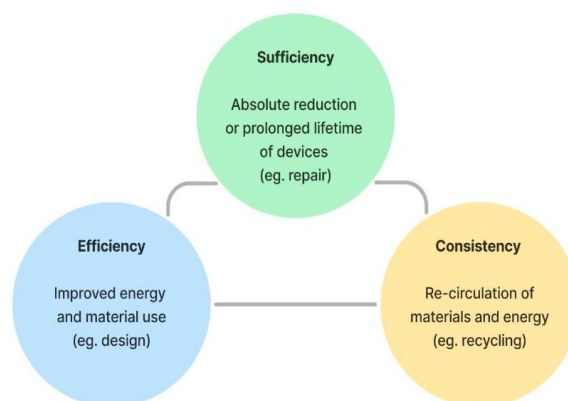 Sufficiency
Absolute reduction
or prolonged lifetime
of devices
(eg. repair)
Efficiency
Improved energy
and material use
(eg. design)
Consistency
Re-circulation of
materials and energy
(eg. recycling)